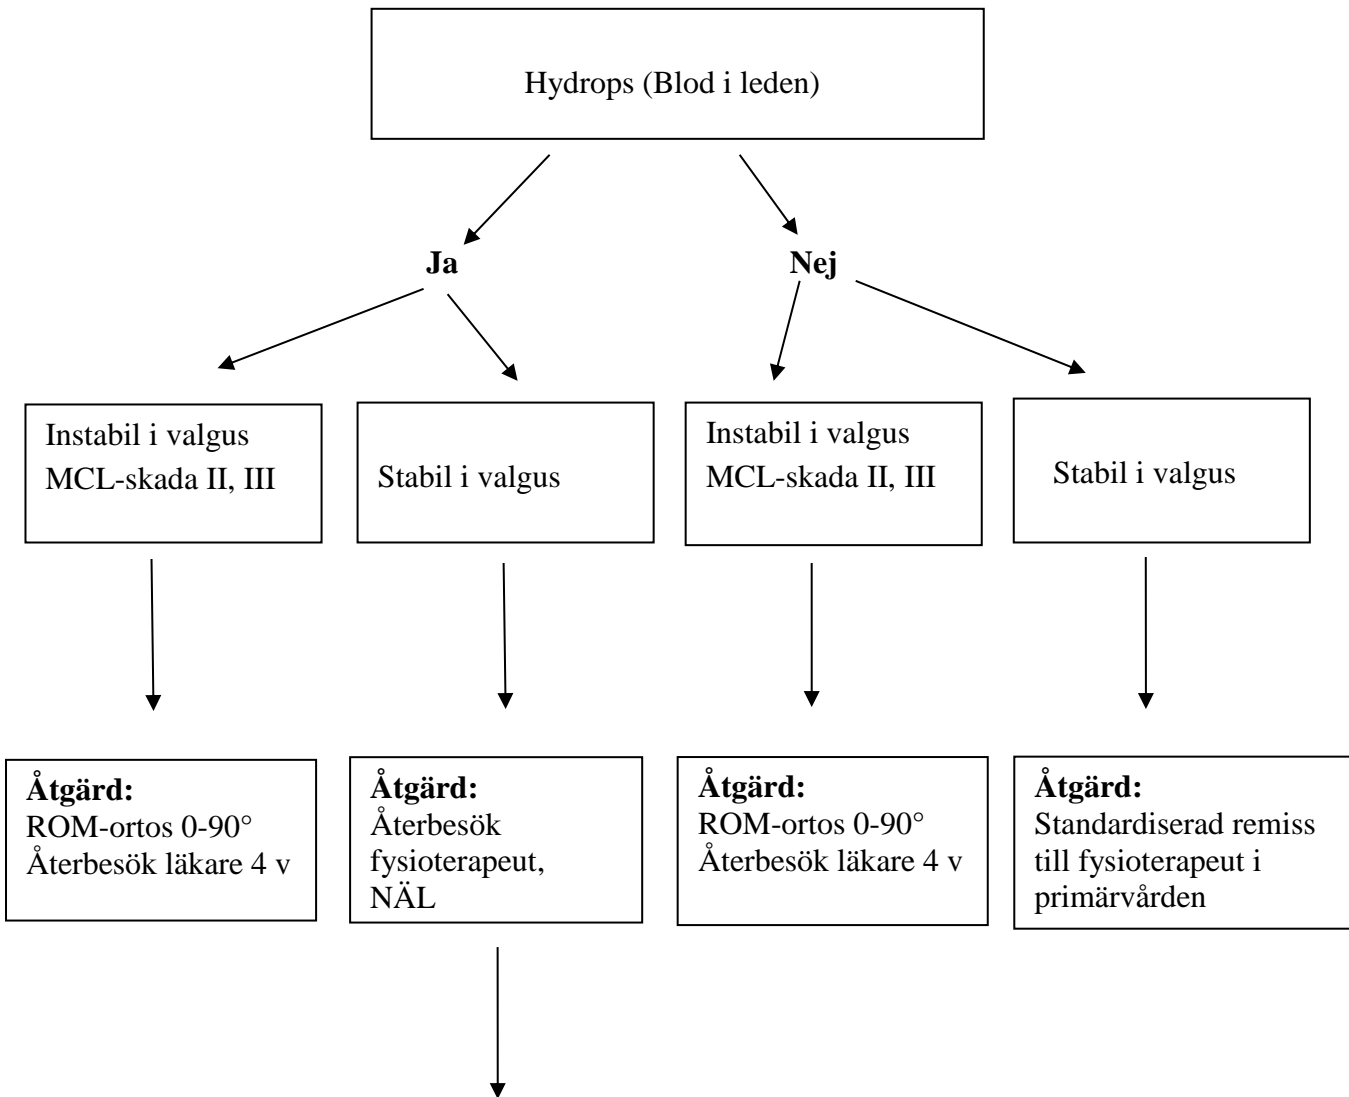 Hydrops (Blod i leden)
Ja
Nej
Instabil i valgus
MCL-skada II, III
Stabil i valgus
Instabil i valgus
MCL-skada II, III
Stabil i valgus
Åtgärd:
ROM-ortos 0-90°
Återbesök läkare 4 v
Åtgärd:
Återbesök
fysioterapeut,
NÄL
Åtgärd:
ROM-ortos 0-90°
Återbesök läkare 4 v
Åtgärd:
Standardiserad remiss
till fysioterapeut i
primärvården